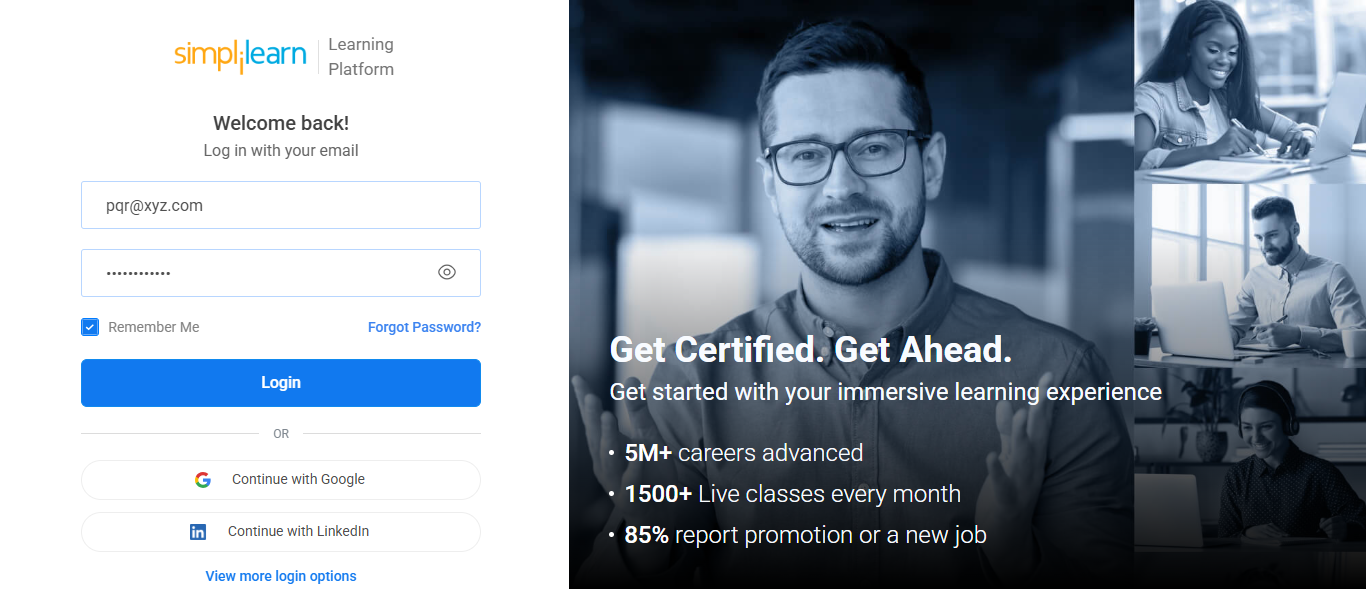 simplilearn
Learning
Platform
Welcome back!
Log in with your email
pqr@xyz.com
••••••••••••
Remember Me
Forgot Password?
Login
OR
Continue with Google
Continue with LinkedIn
View more login options
Get Certified. Get Ahead.
Get started with your immersive learning experience
• 5M+ careers advanced
• 1500+ Live classes every month
• 85% report promotion or a new job